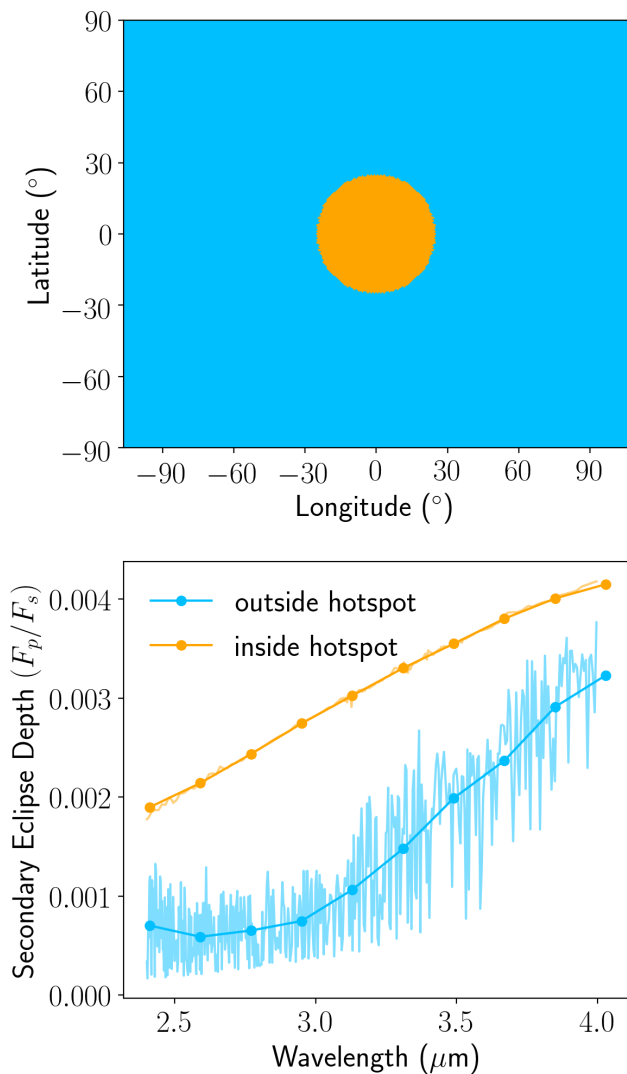 90
60
30
0
−30
−60
−90
Latitude (°)
−90 −60 −30 0 30 60 90
Longitude (°)
0.004
0.003
0.002
0.001
0.000
Secondary Eclipse Depth (F_p/F_s)
outside hotspot
inside hotspot
2.5 3.0 3.5 4.0
Wavelength (μm)